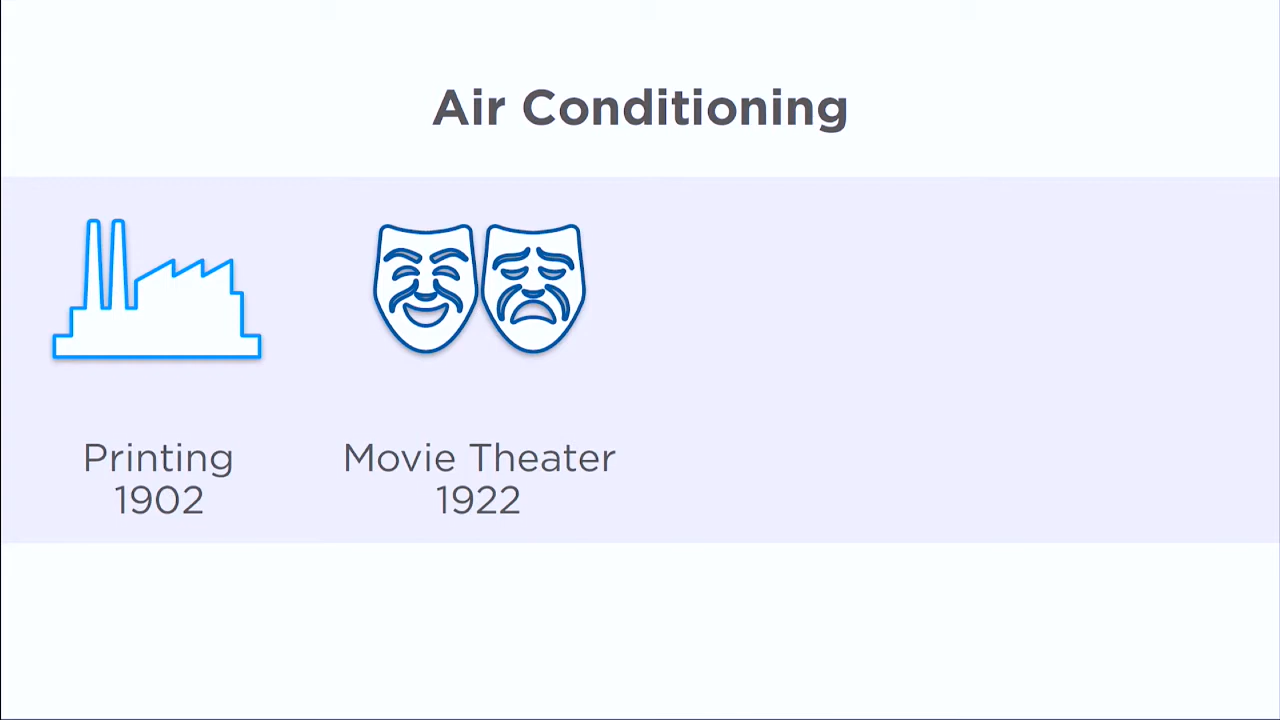 Air Conditioning
Printing
1902
Movie Theater
1922